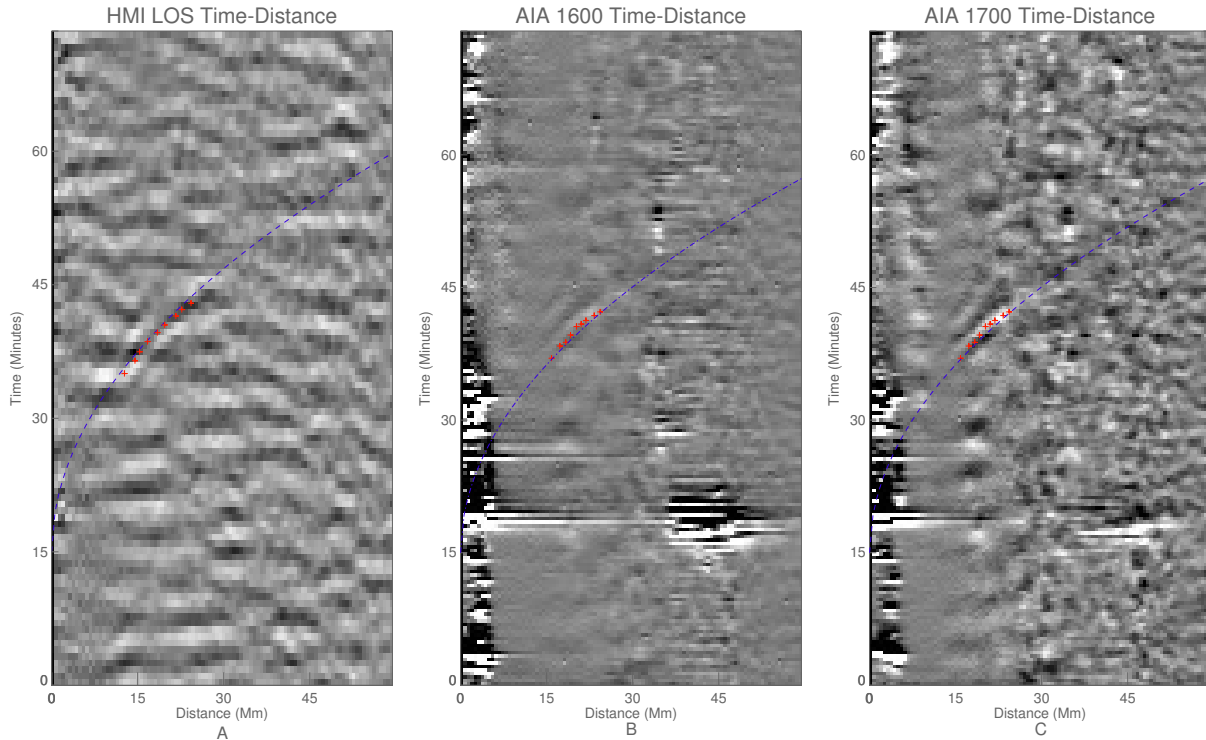 HMI LOS Time-Distance
60
45
30
15
0
Time (Minutes)
0 15 30 45
Distance (Mm)
A
AIA 1600 Time-Distance
60
45
30
15
0
Time (Minutes)
0 15 30 45
Distance (Mm)
B
AIA 1700 Time-Distance
60
45
30
15
0
Time (Minutes)
0 15 30 45
Distance (Mm)
C